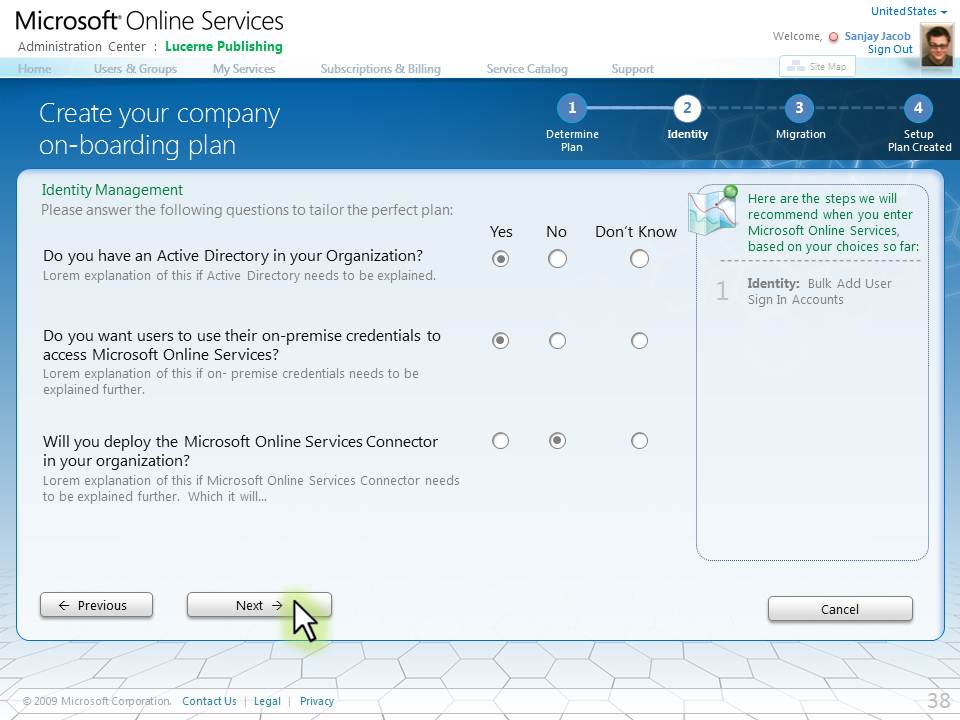 Microsoft® Online Services
United States
Administration Center : Lucerne Publishing
Welcome, Sanjay Jacob
Sign Out
Home Users & Groups My Services Subscriptions & Billing Service Catalog Support
Site Map
Create your company
on-boarding plan
1 2 3 4
Determine
Plan
Identity
Migration
Setup
Plan Created
Identity Management
Please answer the following questions to tailor the perfect plan:
Yes No Don't Know
Do you have an Active Directory in your Organization?
Lorem explanation of this if Active Directory needs to be explained.
Do you want users to use their on-premise credentials to
access Microsoft Online Services?
Lorem explanation of this if on- premise credentials needs to be
explained further.
Will you deploy the Microsoft Online Services Connector
in your organization?
Lorem explanation of this if Microsoft Online Services Connector needs
to be explained further. Which it will...
Here are the steps we will
recommend when you enter
Microsoft Online Services,
based on your choices so far:
1 Identity: Bulk Add User
Sign In Accounts
← Previous
Next →
Cancel
© 2009 Microsoft Corporation. Contact Us | Legal | Privacy
38